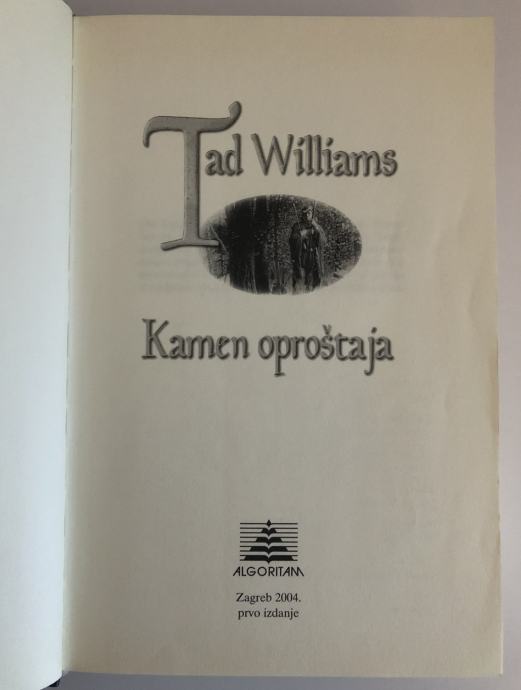 Tad Williams
Kamen oproštaja
ALGORITAM
Zagreb 2004.
prvo izdanje